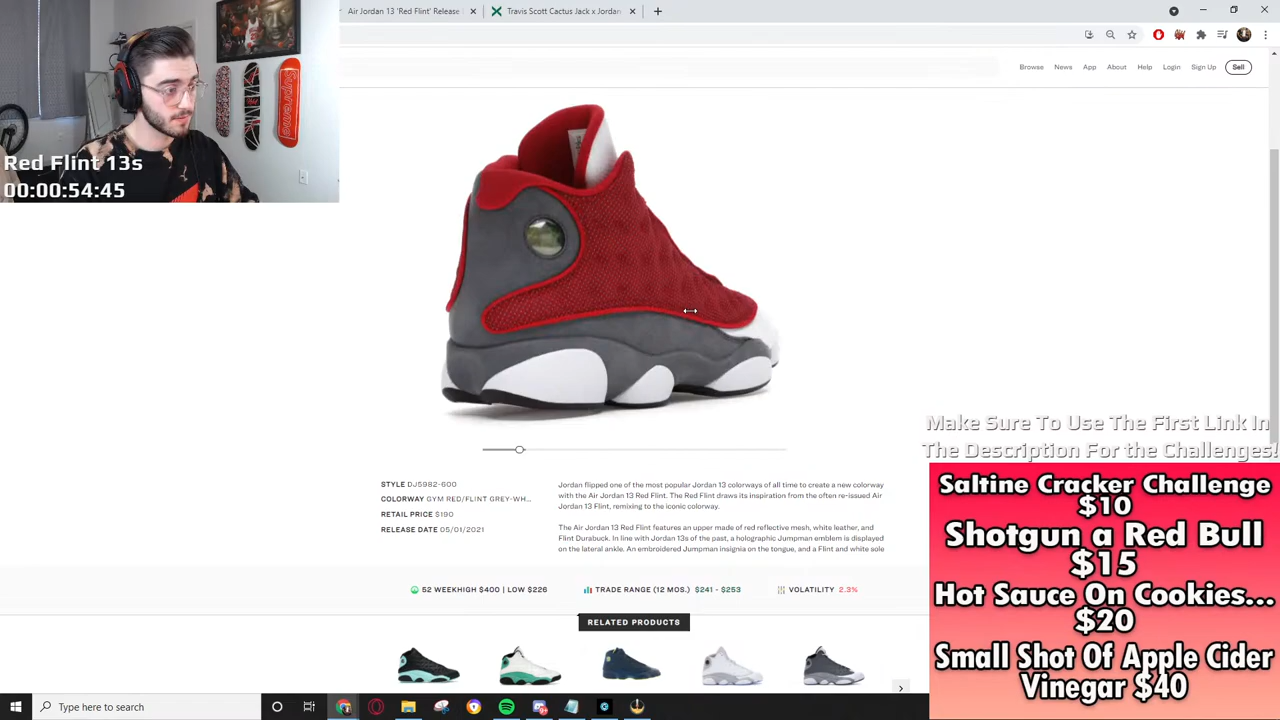 Air Jordan 13 'Red Flint' Release
Travis Scott Cactus Jack x Jordan
Browse
News
App
About
Help
Login
Sign Up
Sell
Supreme
Red Flint 13s
00:00:54:45
STYLE DJ5982-600
COLORWAY GYM RED/FLINT GREY-WH...
RETAIL PRICE $190
RELEASE DATE 05/01/2021
Jordan flipped one of the most popular Jordan 13 colorways of all time to create a new colorway
with the Air Jordan 13 Red Flint. The Red Flint draws its inspiration from the often re-issued Air
Jordan 13 Flint, remixing to the iconic colorway.
The Air Jordan 13 Red Flint features an upper made of red reflective mesh, white leather, and
Flint Durabuck. In line with Jordan 13s of the past, a holographic Jumpman emblem is displayed
on the lateral ankle. An embroidered Jumpman insignia on the tongue, and a Flint and white sole
52 WEEKHIGH $400 | LOW $226
TRADE RANGE (12 MOS.) $241 - $253
VOLATILITY 2.3%
RELATED PRODUCTS
Make Sure To Use The First Link In
The Description For the Challenges!
Saltine Cracker Challenge
$10
Shotgun a Red Bull
$15
Hot Sauce On Cookies...
$20
Small Shot Of Apple Cider
Vinegar $40
Type here to search